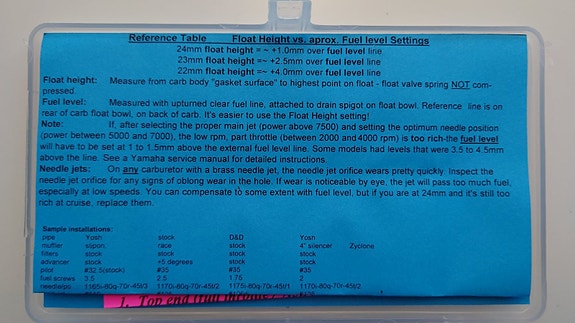 Reference Table Float Height vs. aprox. Fuel level Settings
24mm float height =~ +1.0mm over fuel level line
23mm float height =~ +2.5mm over fuel level line
22mm float height =~ +4.0mm over fuel level line
Float height: Measure from carb body "gasket surface" to highest point on float - float valve spring NOT com-
pressed.
Fuel level: Measured with upturned clear fuel line, attached to drain spigot on float bowl. Reference line is on
rear of carb float bowl, on back of carb. It's easier to use the Float Height setting!
Note: If, after selecting the proper main jet (power above 7500) and setting the optimum needle position
(power between 5000 and 7000), the low rpm, part throttle (between 2000 and 4000 rpm) is too rich-the fuel level
will have to be set at 1 to 1.5mm above the external fuel level line. Some models had levels that were 3.5 to 4.5mm
above the line. See a Yamaha service manual for detailed instructions.
Needle jets: On any carburetor with a brass needle jet, the needle jet orifice wears pretty quickly. Inspect the
needle jet orifice for any signs of oblong wear in the hole. If wear is noticeable by eye, the jet will pass too much fuel,
especially at low speeds. You can compensate to some extent with fuel level, but if you are at 24mm and it's still too
rich at cruise, replace them.
Sample installations:
pipe Yosh stock D&D Yosh
muffler slipon, race stock 4" silencer Zyclone
filters stock stock stock stock
advancer stock +5 degrees stock stock
pilot #32.5(stock) #35 #35 #35
fuel screws 3.5 2.5 1.75 2
needle/po
1. Top end (full throttle